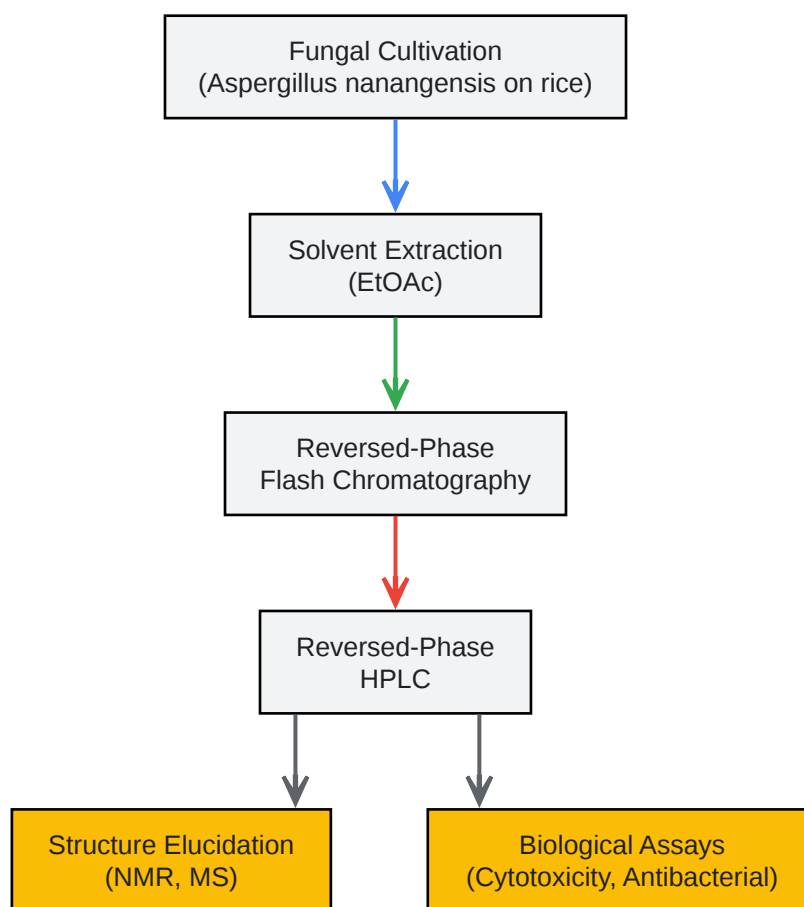 Fungal Cultivation
(Aspergillus nanangensis on rice)
Solvent Extraction
(EtOAc)
Reversed-Phase
Flash Chromatography
Reversed-Phase
HPLC
Structure Elucidation
(NMR, MS)
Biological Assays
(Cytotoxicity, Antibacterial)